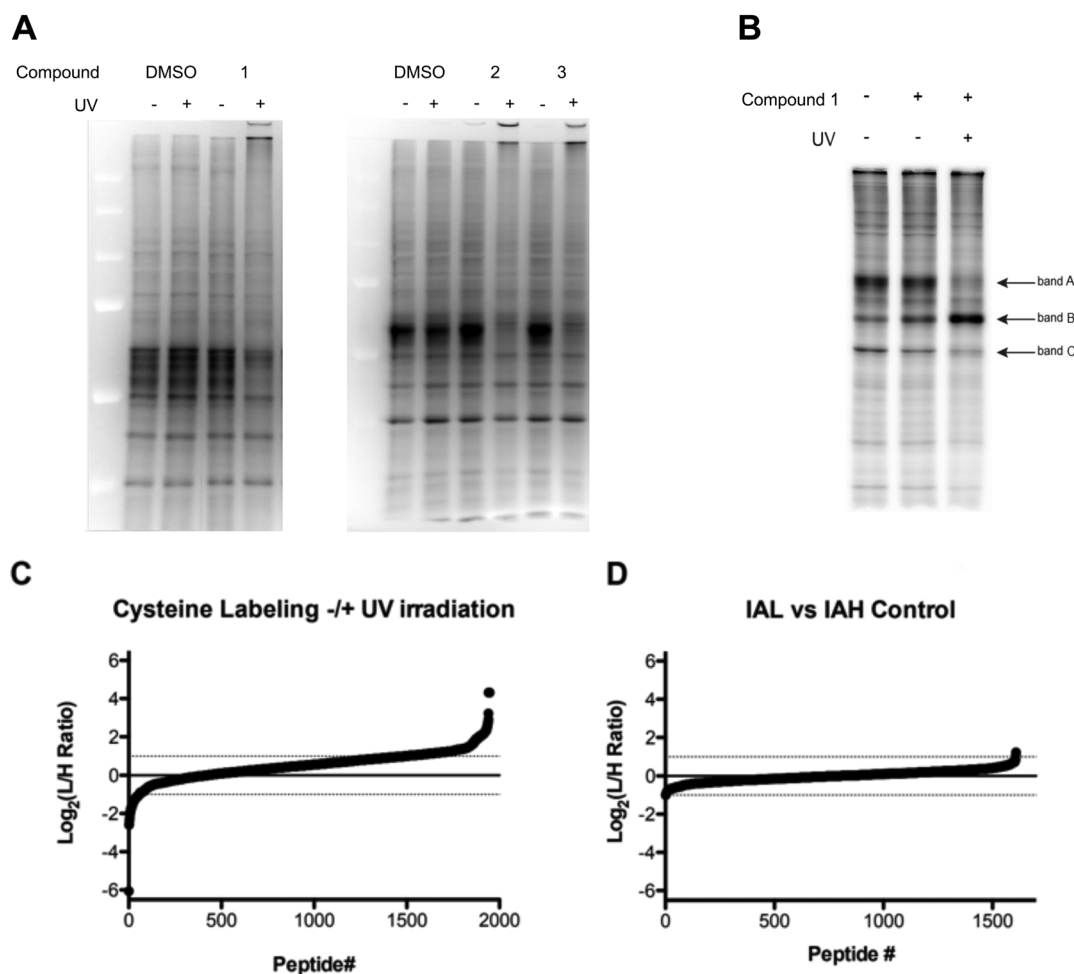 A
Compound DMSO 1
UV - + - +
DMSO 2 3
- + - + - +
B
Compound 1 - + +
UV - - +
band A
band B
band C
C
Cysteine Labeling -/+ UV irradiation
Log2(L/H Ratio)
6
4
2
0
-2
-4
-6
0 500 1000 1500 2000
Peptide#
D
IAL vs IAH Control
Log2(L/H Ratio)
6
4
2
0
-2
-4
-6
0 500 1000 1500
Peptide #